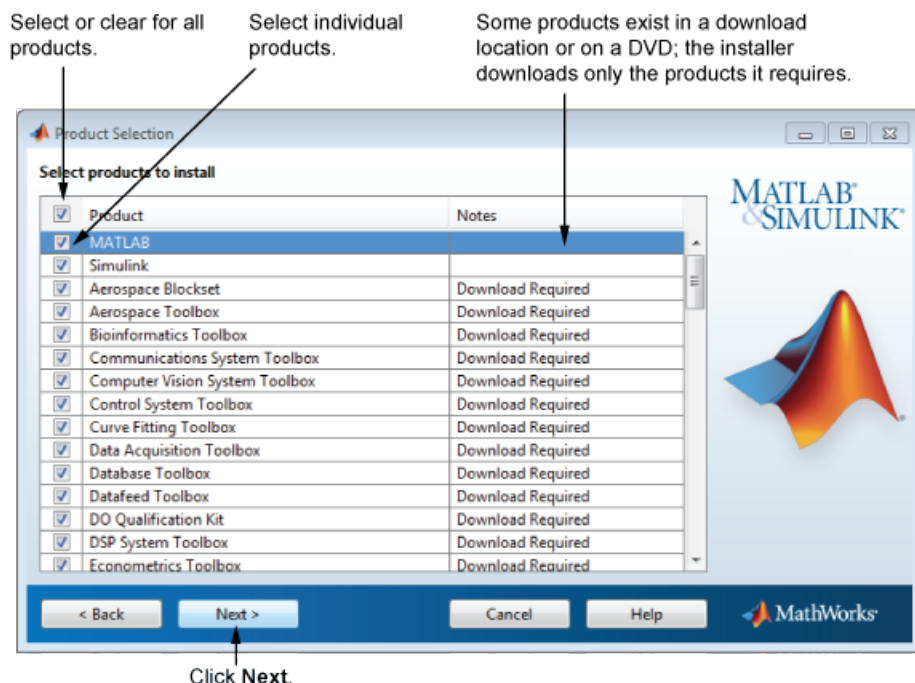 Select or clear for all
products.
Select individual
products.
Some products exist in a download
location or on a DVD; the installer
downloads only the products it requires.
Product Selection
Select products to install
MATLAB®
&SIMULINK®
Product Notes
MATLAB
Simulink
Aerospace Blockset Download Required
Aerospace Toolbox Download Required
Bioinformatics Toolbox Download Required
Communications System Toolbox Download Required
Computer Vision System Toolbox Download Required
Control System Toolbox Download Required
Curve Fitting Toolbox Download Required
Data Acquisition Toolbox Download Required
Database Toolbox Download Required
Datafeed Toolbox Download Required
DO Qualification Kit Download Required
DSP System Toolbox Download Required
Econometrics Toolbox Download Required
< Back Next > Cancel Help MathWorks®
Click Next.